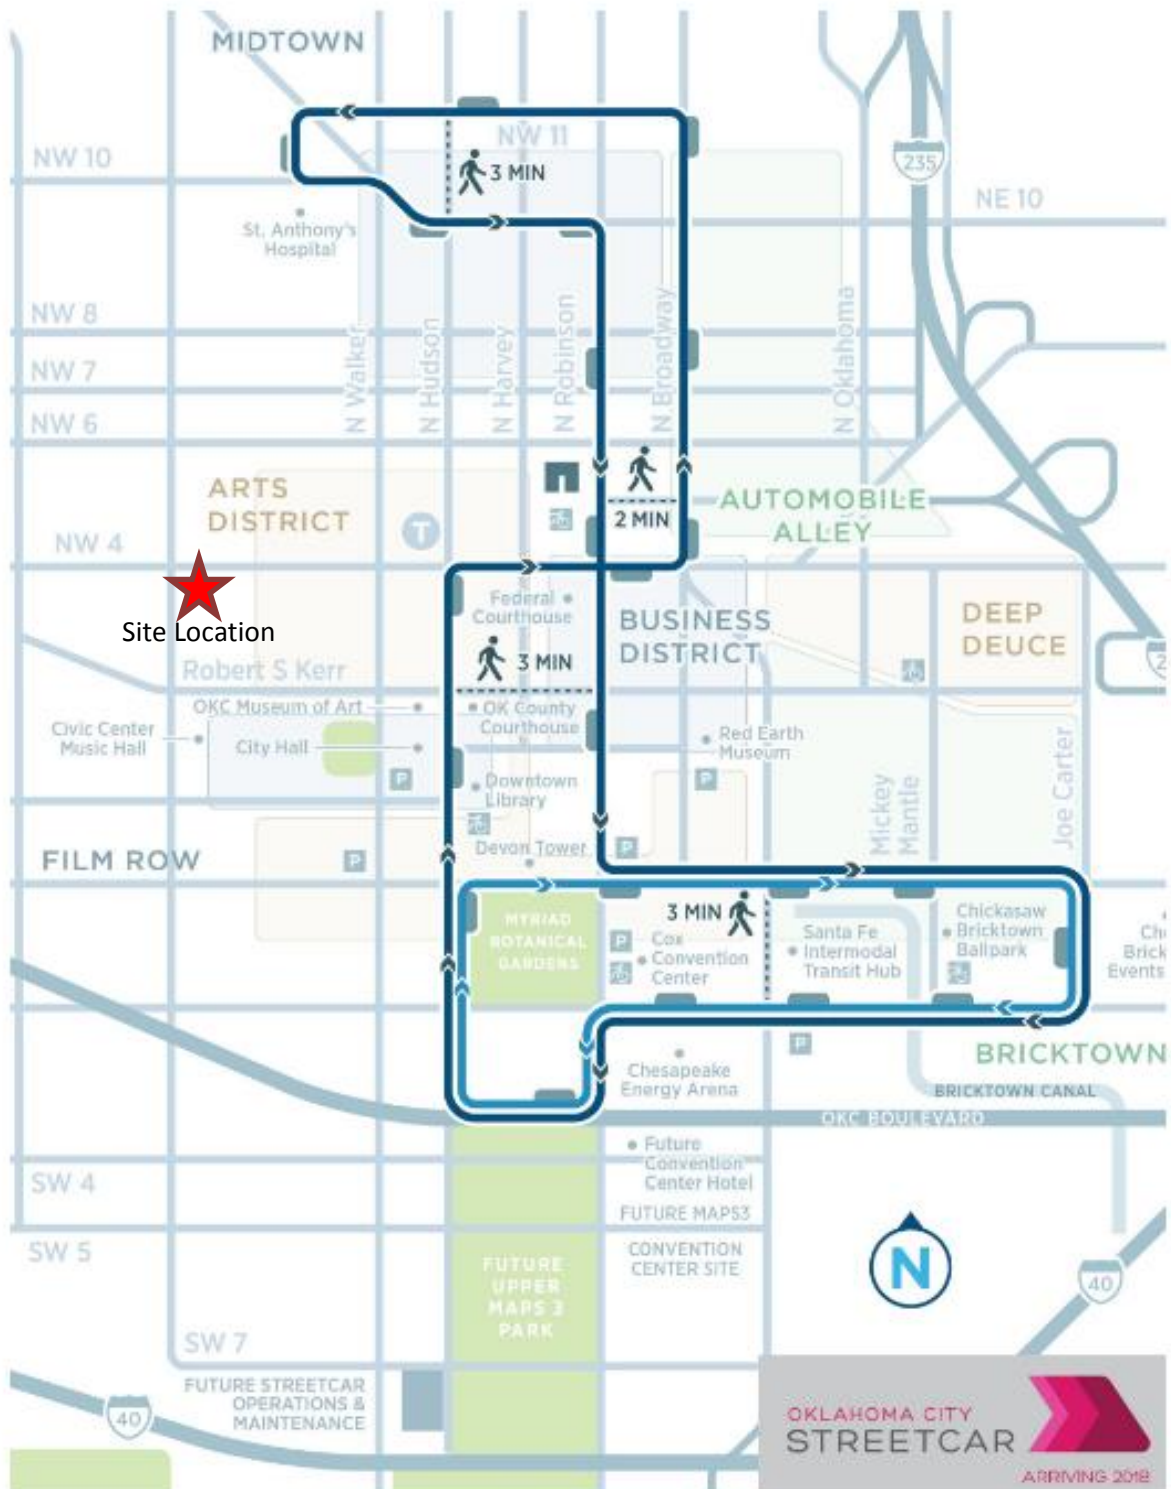 MIDTOWN
NW 11
NW 10
3 MIN
235
NE 10
St. Anthony's
Hospital
NW 8
NW 7
NW 6
N Walker
N Hudson
N Harvey
N Robinson
N Broadway
N Oklahoma
ARTS
DISTRICT
T
2 MIN
AUTOMOBILE
ALLEY
NW 4
Site Location
Federal
Courthouse
BUSINESS
DISTRICT
DEEP
DEUCE
2
3 MIN
Robert S Kerr
OKC Museum of Art
OK County
Courthouse
Civic Center
Music Hall
City Hall
Red Earth
Museum
P
P
Downtown
Library
Mickey
Mantle
Joe Carter
FILM ROW
P
Devon Tower
P
MYRIAD
BOTANICAL
GARDENS
3 MIN
P
Cox
Convention
Center
Santa Fe
Intermodal
Transit Hub
Chickasaw
Bricktown
Ballpark
Ch
Brick
Events
P
BRICKTOWN
Chesapeake
Energy Arena
BRICKTOWN CANAL
OKC BOULEVARD
SW 4
Future
Convention
Center Hotel
FUTURE MAPS3
SW 5
CONVENTION
CENTER SITE
FUTURE
UPPER
MAPS 3
PARK
N
40
SW 7
FUTURE STREETCAR
OPERATIONS &
MAINTENANCE
40
OKLAHOMA CITY
STREETCAR
ARRIVING 2018